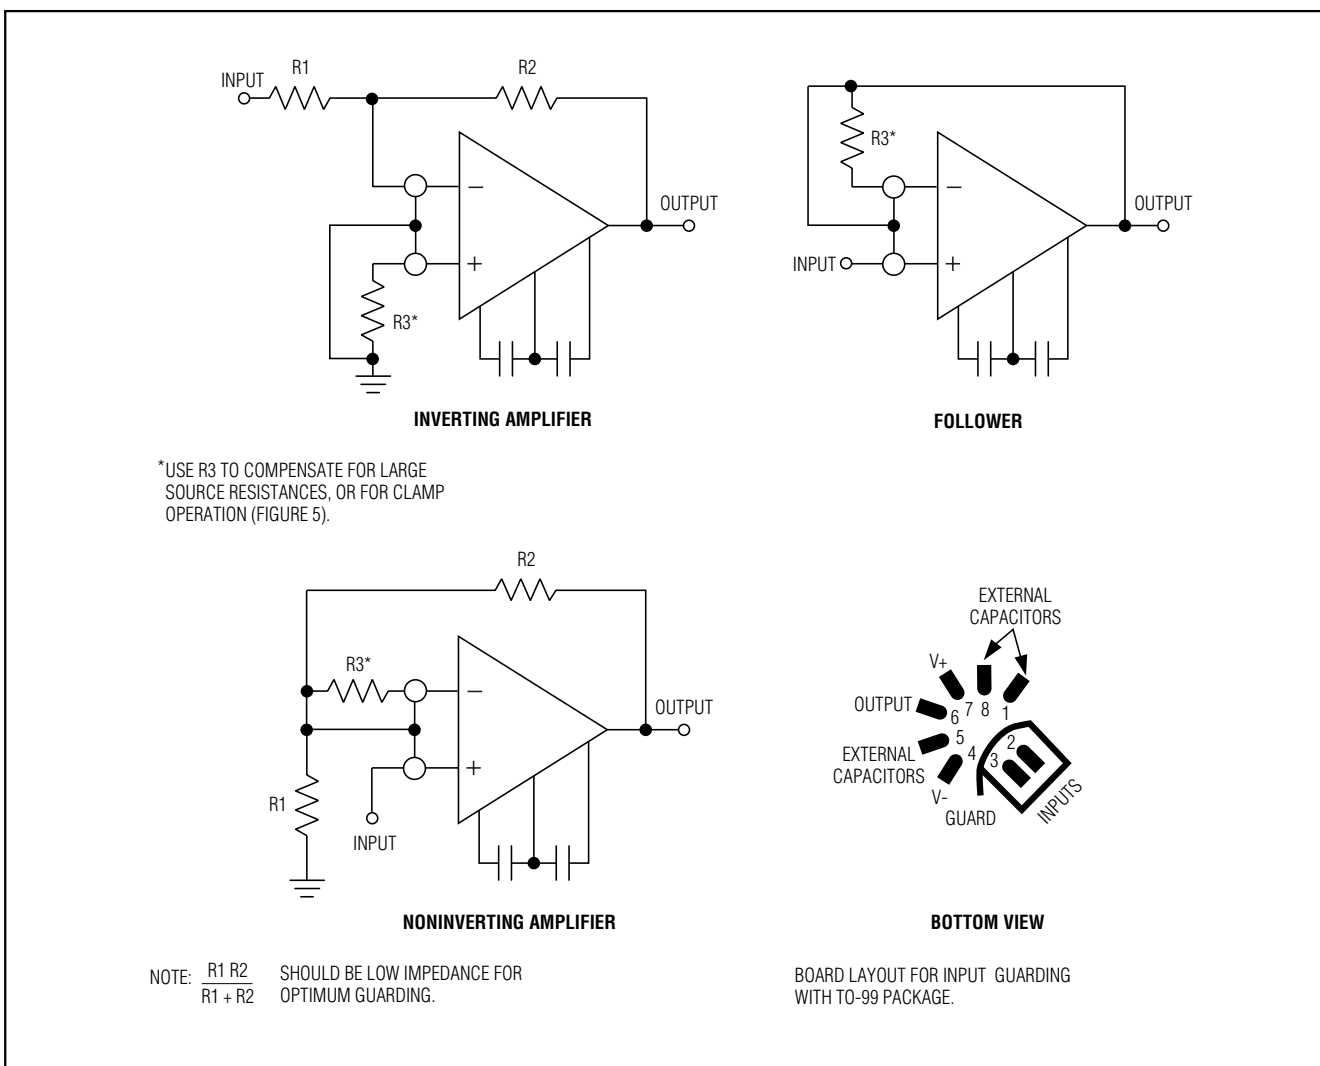 INPUT
R1
R2
OUTPUT
−
+
R3*
INVERTING AMPLIFIER
R3*
INPUT
OUTPUT
−
+
FOLLOWER
*USE R3 TO COMPENSATE FOR LARGE
SOURCE RESISTANCES, OR FOR CLAMP
OPERATION (FIGURE 5).
R2
R3*
R1
INPUT
OUTPUT
−
+
NONINVERTING AMPLIFIER
NOTE: R1 R2
R1 + R2
SHOULD BE LOW IMPEDANCE FOR
OPTIMUM GUARDING.
EXTERNAL
CAPACITORS
V+
OUTPUT
EXTERNAL
CAPACITORS
V-
GUARD
INPUTS
6
7
8
1
5
4
3
2
BOTTOM VIEW
BOARD LAYOUT FOR INPUT GUARDING
WITH TO-99 PACKAGE.